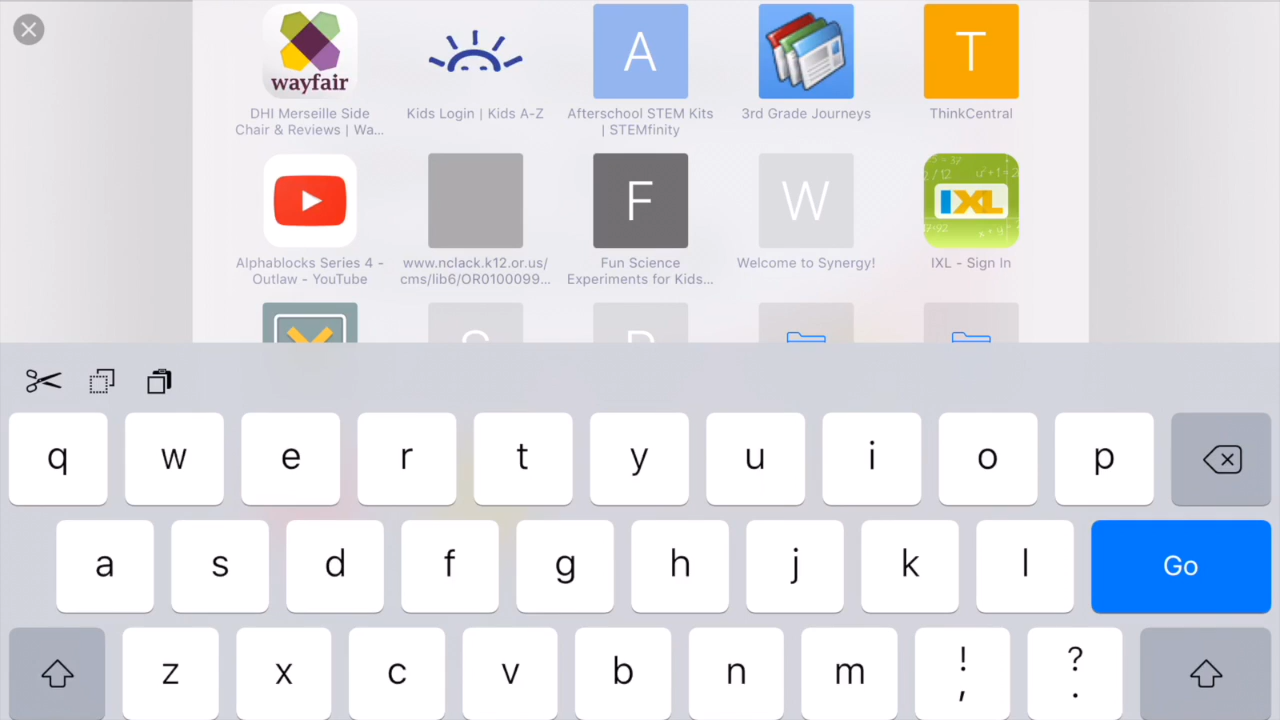 wayfair
A
T
DHI Merseille Side
Chair & Reviews | Wa...
Kids Login | Kids A-Z
Afterschool STEM Kits
| STEMfinity
3rd Grade Journeys
ThinkCentral
F
W
IXL
Alphablocks Series 4 -
Outlaw - YouTube
www.nclack.k12.or.us/
cms/lib6/OR0100099...
Fun Science
Experiments for Kids...
Welcome to Synergy!
IXL - Sign In
q w e r t y u i o p
a s d f g h j k l Go
z x c v b n m ! , ? .